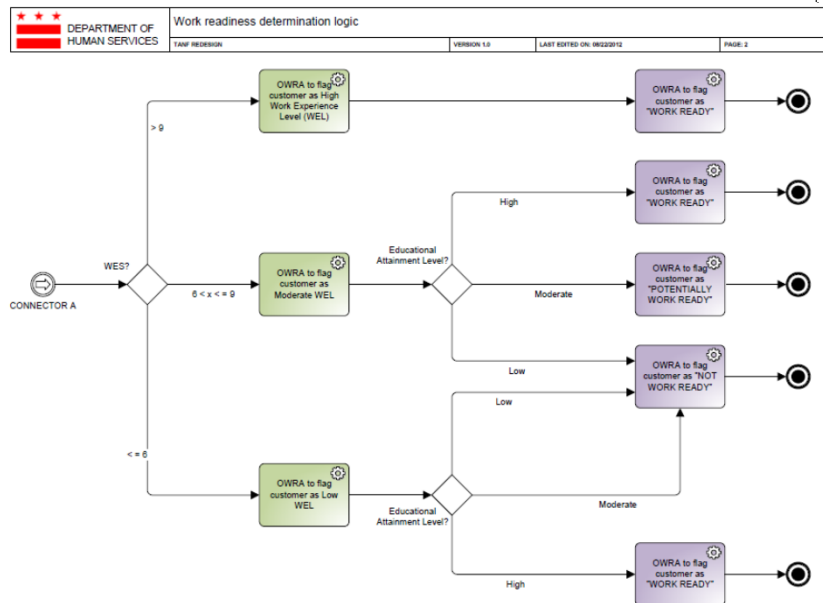 DEPARTMENT OF
HUMAN SERVICES
Work readiness determination logic
TANF REDESIGN
VERSION 1.0
LAST EDITED ON: 08/22/2012
PAGE: 2
OWRA to flag
customer as High
Work Experience
Level (WEL)
OWRA to flag
customer as
"WORK READY"
> 9
OWRA to flag
customer as
"WORK READY"
High
WES?
CONNECTOR A
6 < x < = 9
OWRA to flag
customer as
Moderate WEL
Educational
Attainment Level?
Moderate
OWRA to flag
customer as
"POTENTIALLY
WORK READY"
Low
OWRA to flag
customer as "NOT
WORK READY"
Low
< = 6
OWRA to flag
customer as Low
WEL
Educational
Attainment Level?
Moderate
High
OWRA to flag
customer as
"WORK READY"